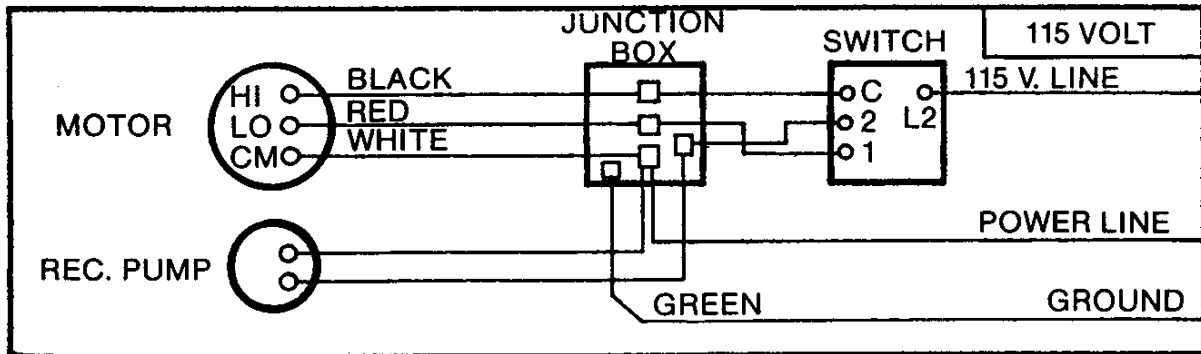 JUNCTION
BOX
SWITCH
115 VOLT
MOTOR
HI
LO
CM
BLACK
RED
WHITE
C
2
1
L2
115 V. LINE
POWER LINE
REC. PUMP
GREEN
GROUND